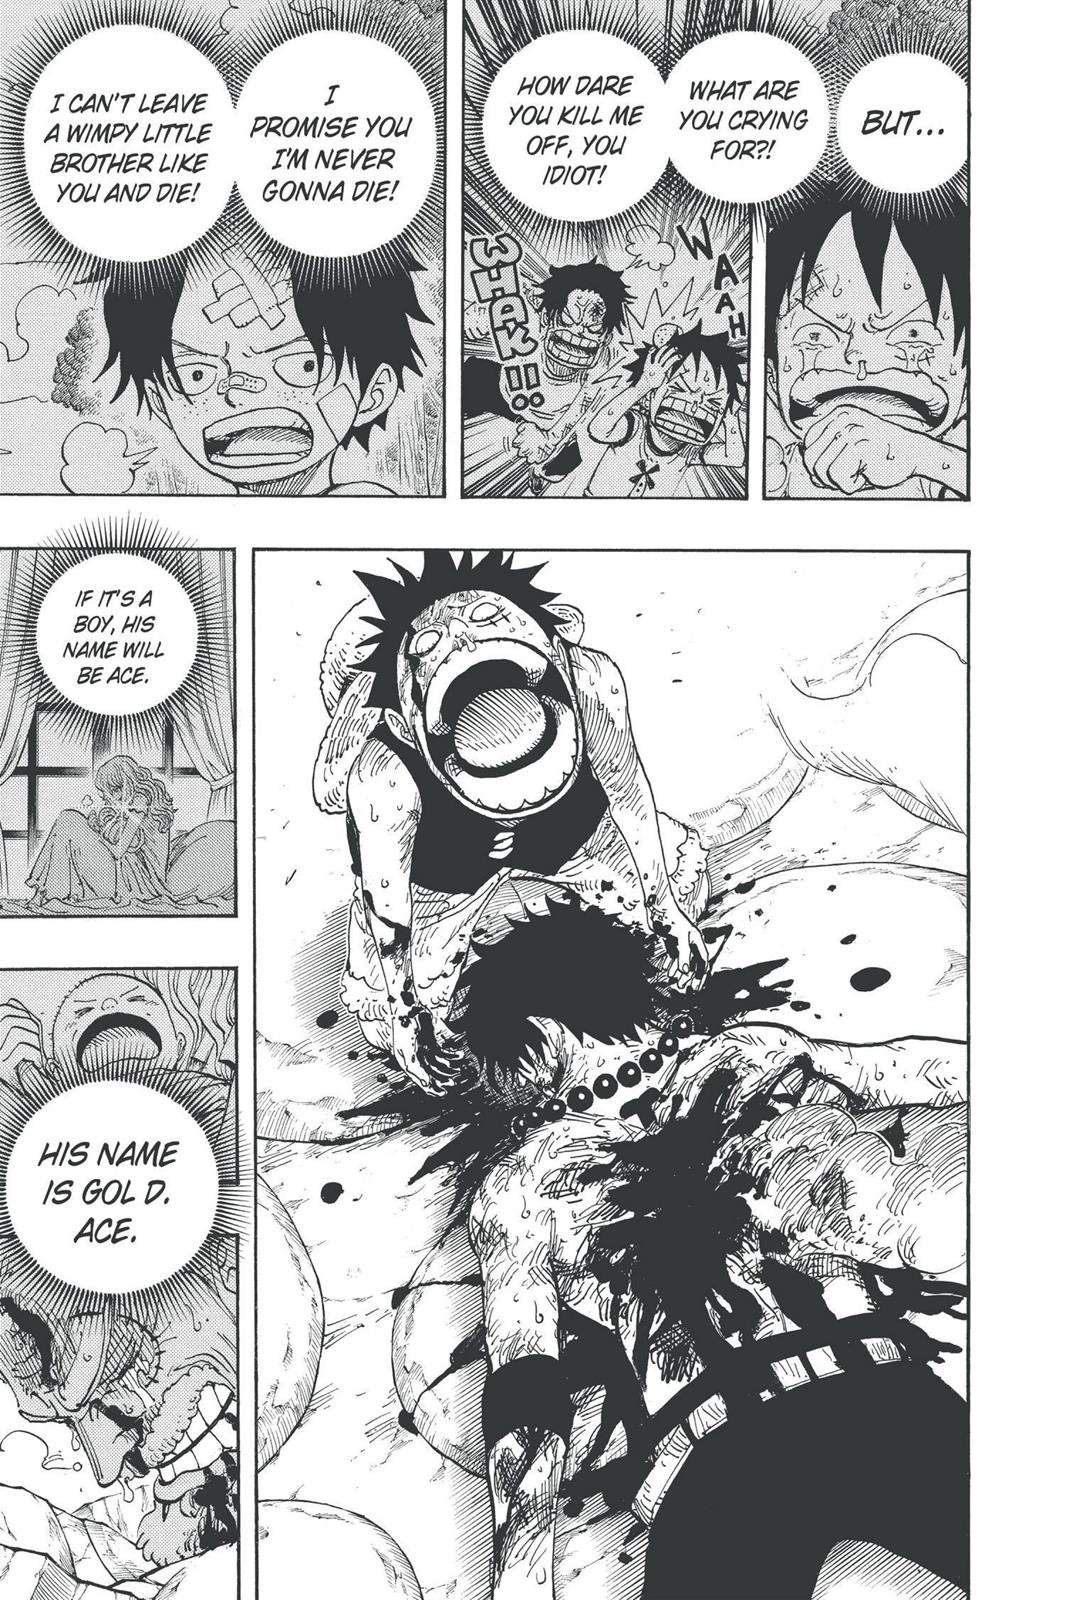 BUT...
WHAT ARE
YOU CRYING
FOR?!
HOW DARE
YOU KILL ME
OFF, YOU
IDIOT!
WAAH
WHAK!!
I
PROMISE YOU
I'M NEVER
GONNA DIE!
I CAN'T LEAVE
A WIMPY LITTLE
BROTHER LIKE
YOU AND DIE!
IF IT'S A
BOY, HIS
NAME WILL
BE ACE.
HIS NAME
IS GOL D.
ACE.